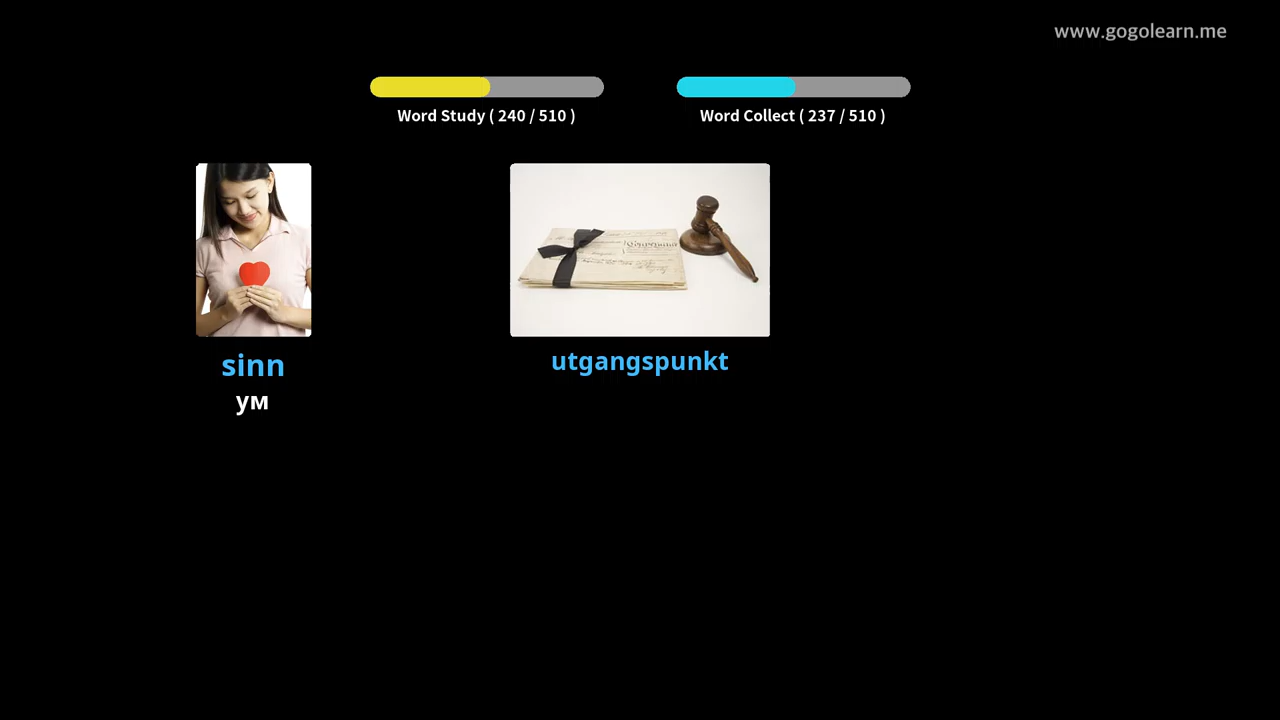 www.gogolearn.me
Word Study ( 240 / 510 )
Word Collect ( 237 / 510 )
sinn
ум
utgangspunkt